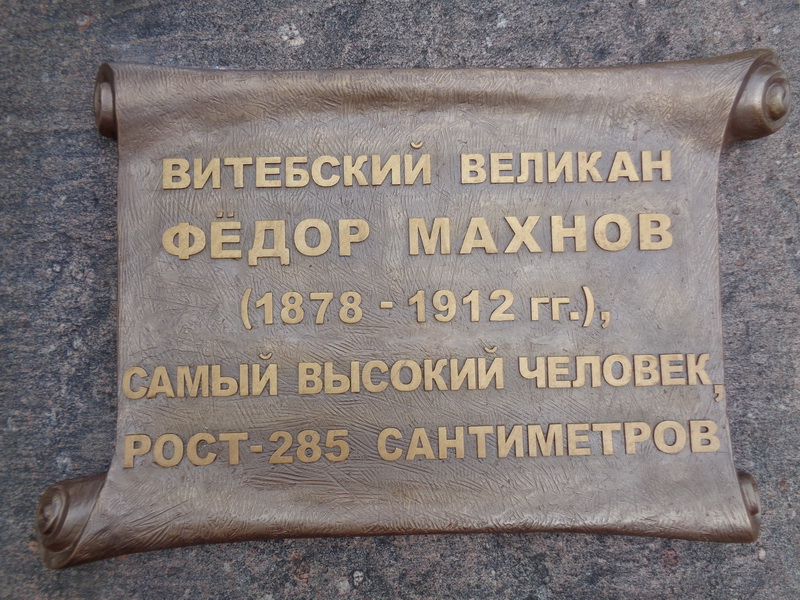 ВИТЕБСКИЙ ВЕЛИКАН
ФЁДОР МАХНОВ
(1878 - 1912 гг.),
САМЫЙ ВЫСОКИЙ ЧЕЛОВЕК,
РОСТ-285 САНТИМЕТРОВ